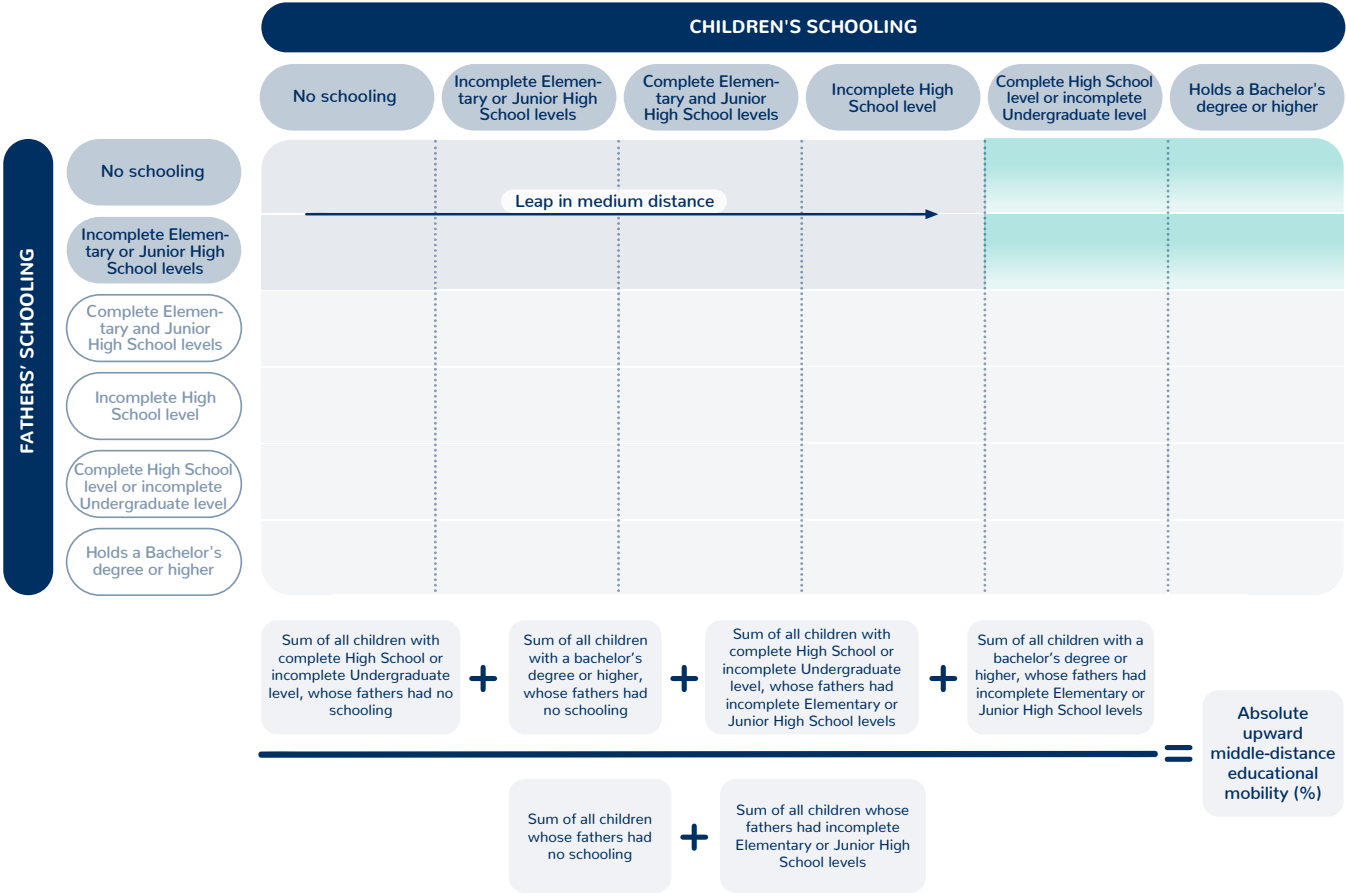 CHILDREN'S SCHOOLING
No schooling
Incomplete Elemen-
tary or Junior High
School levels
Complete Elemen-
tary and Junior
High School levels
Incomplete High
School level
Complete High School
level or incomplete
Undergraduate level
Holds a Bachelor's
degree or higher
FATHERS’ SCHOOLING
No schooling
Incomplete Elemen-
tary or Junior High
School levels
Complete Elemen-
tary and Junior
High School levels
Incomplete High
School level
Complete High School
level or incomplete
Undergraduate level
Holds a Bachelor's
degree or higher
Leap in medium distance
Sum of all children with
complete High School or
incomplete Undergraduate
level, whose fathers had no
schooling
+
Sum of all children
with a bachelor’s
degree or higher,
whose fathers had
no schooling
+
Sum of all children with
complete High School or
incomplete Undergraduate
level, whose fathers had
incomplete Elementary or
Junior High School levels
+
Sum of all children with a
bachelor’s degree or
higher, whose fathers had
incomplete Elementary or
Junior High School levels
Sum of all children
whose fathers had
no schooling
+
Sum of all children whose
fathers had incomplete
Elementary or Junior High
School levels
=
Absolute
upward
middle-distance
educational
mobility (%)